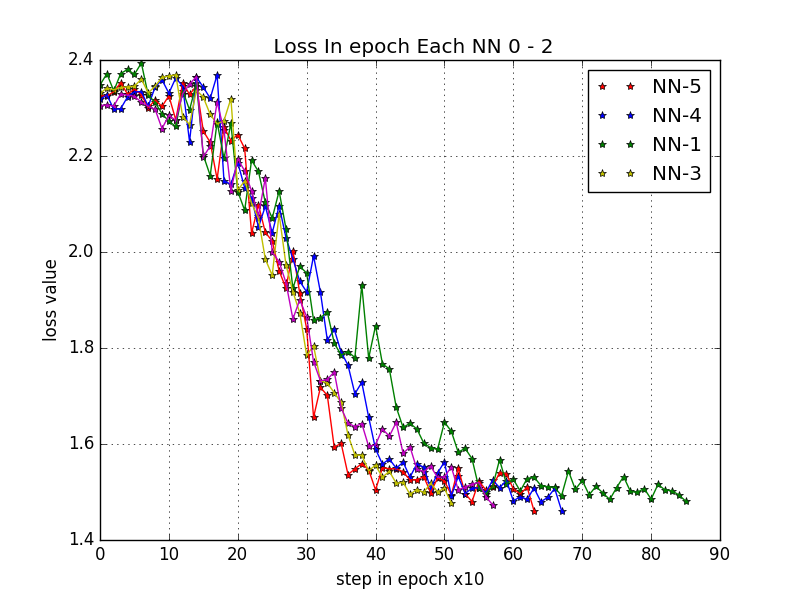 Loss In epoch Each NN 0 - 2
2.4
2.2
2.0
1.8
1.6
1.4
loss value
NN-5
NN-4
NN-1
NN-3
0 10 20 30 40 50 60 70 80 90
step in epoch x10